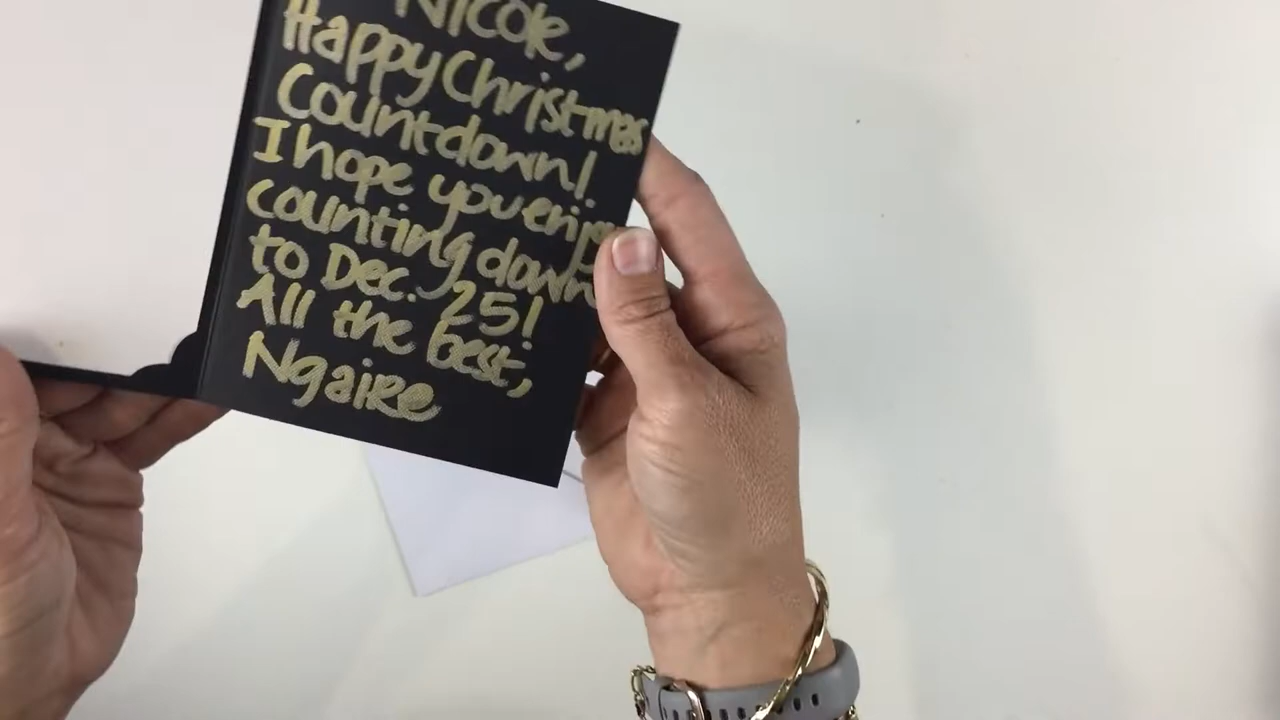 Nicole,
Happy Christmas
Countdown!
I hope you enjoy
counting down
to Dec. 25!
All the best,
Ngaire